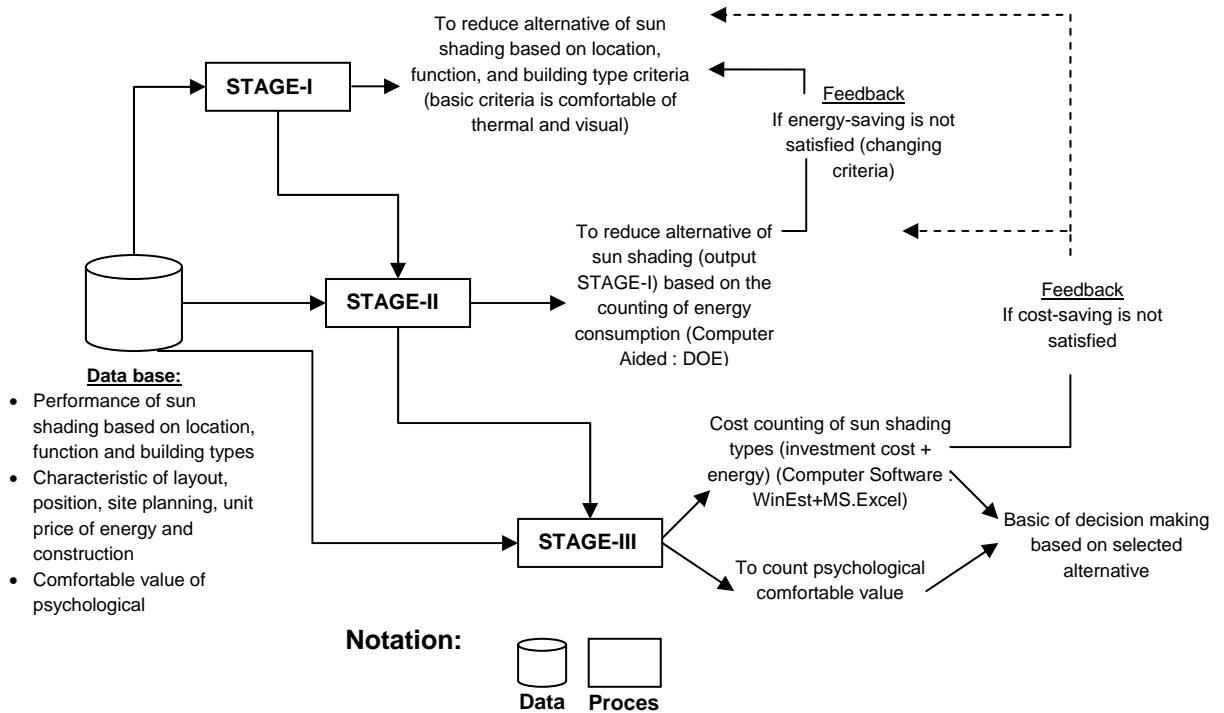 To reduce alternative of sun
shading based on location,
function, and building type criteria
(basic criteria is comfortable of
thermal and visual)
STAGE-I
Feedback
If energy-saving is not
satisfied (changing
criteria)
To reduce alternative of
sun shading (output
STAGE-I) based on the
counting of energy
consumption (Computer
Aided : DOE)
STAGE-II
Feedback
If cost-saving is not
satisfied
Data base:
• Performance of sun
shading based on location,
function and building types
• Characteristic of layout,
position, site planning, unit
price of energy and
construction
• Comfortable value of
psychological
Cost counting of sun shading
types (investment cost +
energy) (Computer Software :
WinEst+MS.Excel)
STAGE-III
To count psychological
comfortable value
Basic of decision making
based on selected
alternative
Notation:
Data
Proces